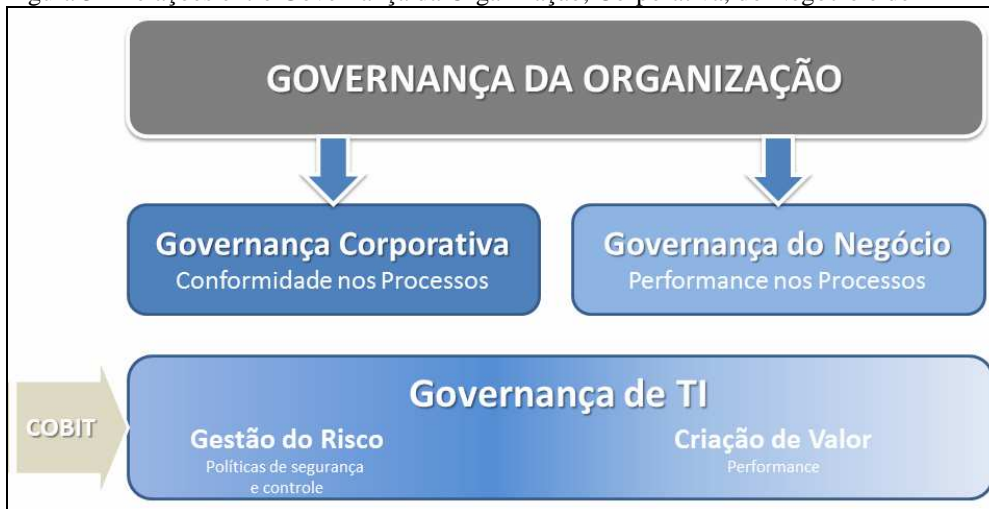 GOVERNANÇA DA ORGANIZAÇÃO
Governança Corporativa
Conformidade nos Processos
Governança do Negócio
Performance nos Processos
COBIT
Governança de TI
Gestão do Risco
Políticas de segurança
e controle
Criação de Valor
Performance